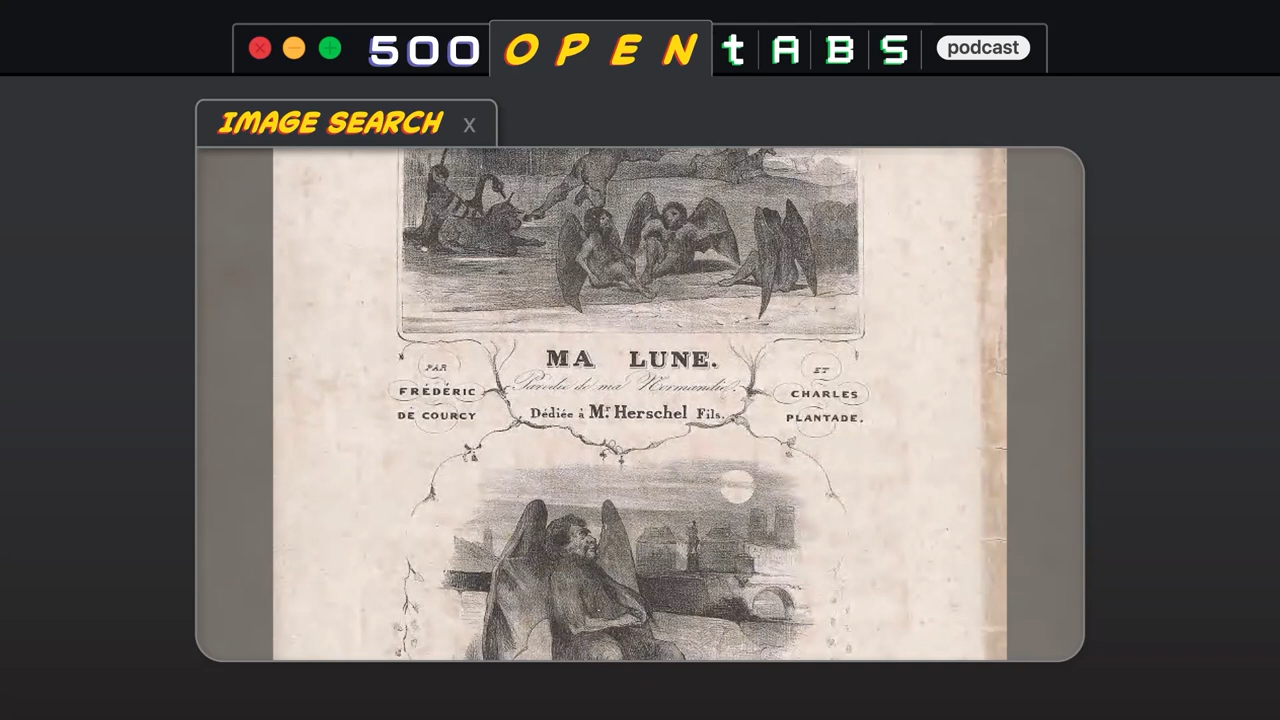 500 OPEN tABS podcast
IMAGE SEARCH X
MA LUNE.
Parodie de ma Normandie.
Dédiée à Mr. Herschel Fils.
PAR
FRÉDÉRIC
DE COURCY
ET
CHARLES
PLANTADE.